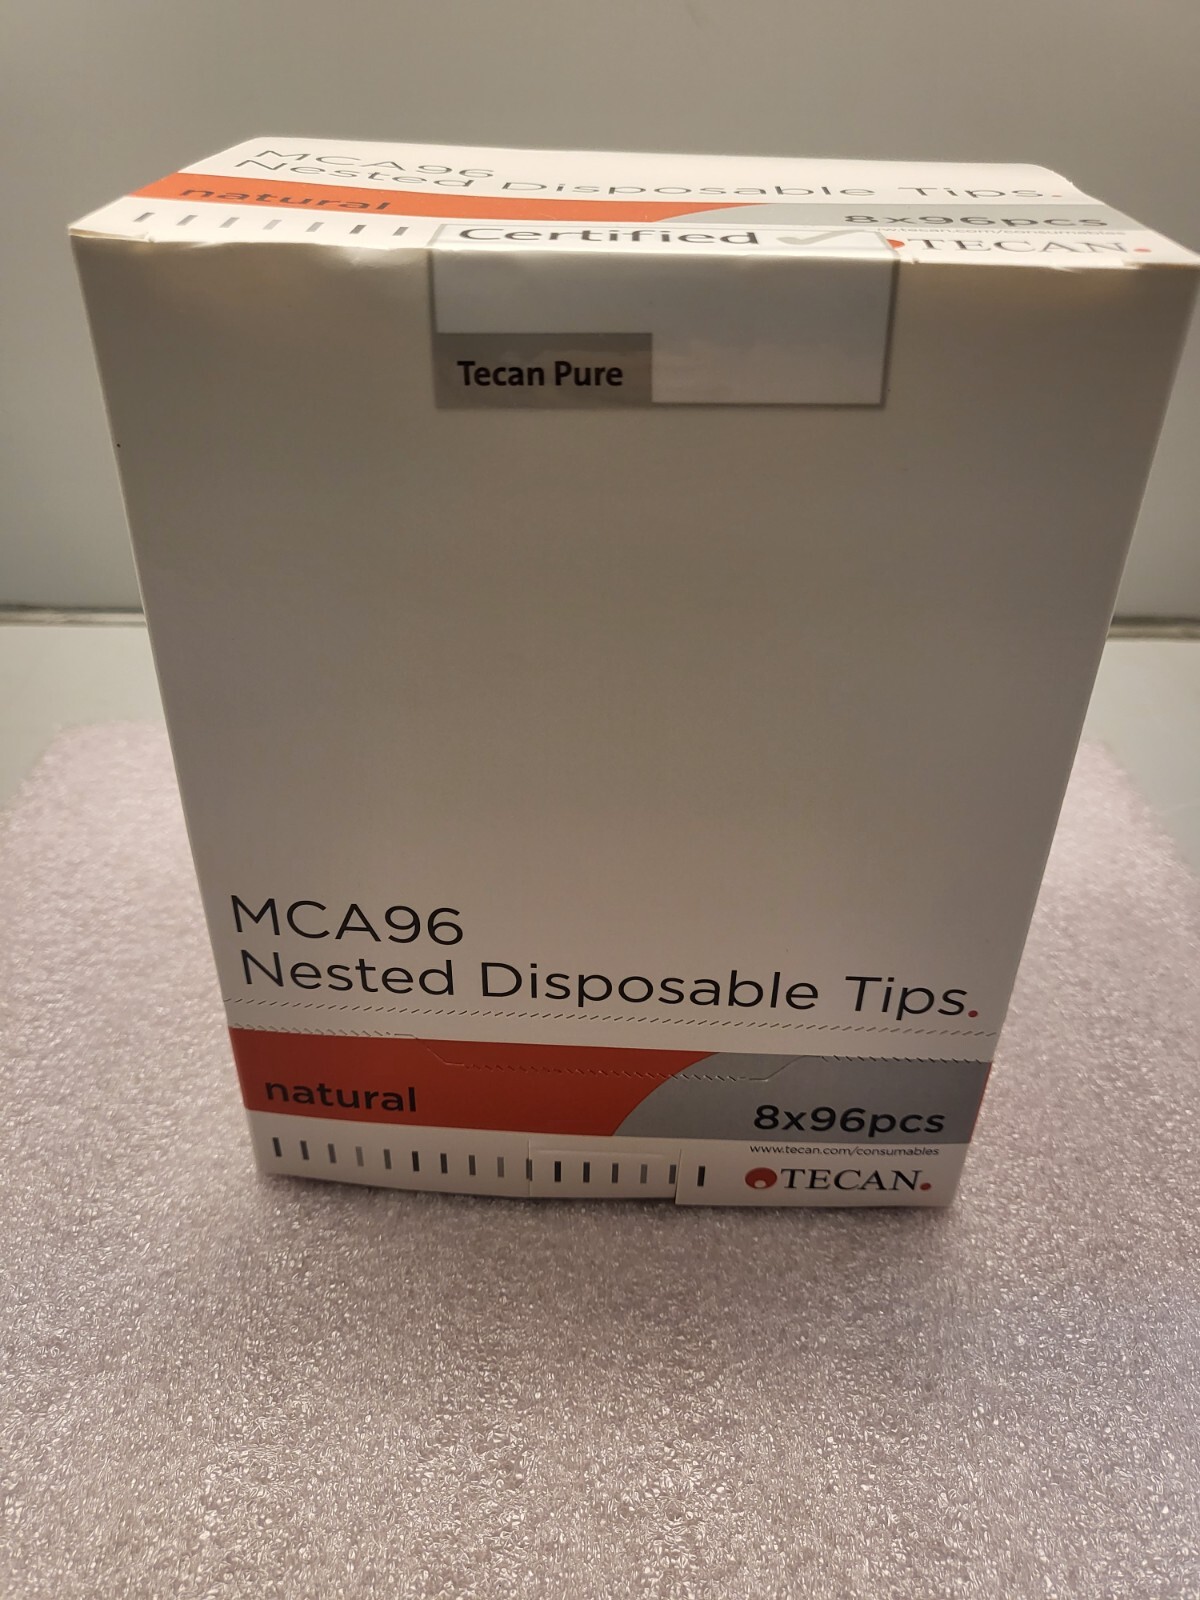 MCA96
Nested Disposable Tips.
natural
8x96pcs
www.tecan.com/consumables
Certified
TECAN.
Tecan Pure
MCA96
Nested Disposable Tips.
natural
8x96pcs
www.tecan.com/consumables
TECAN.